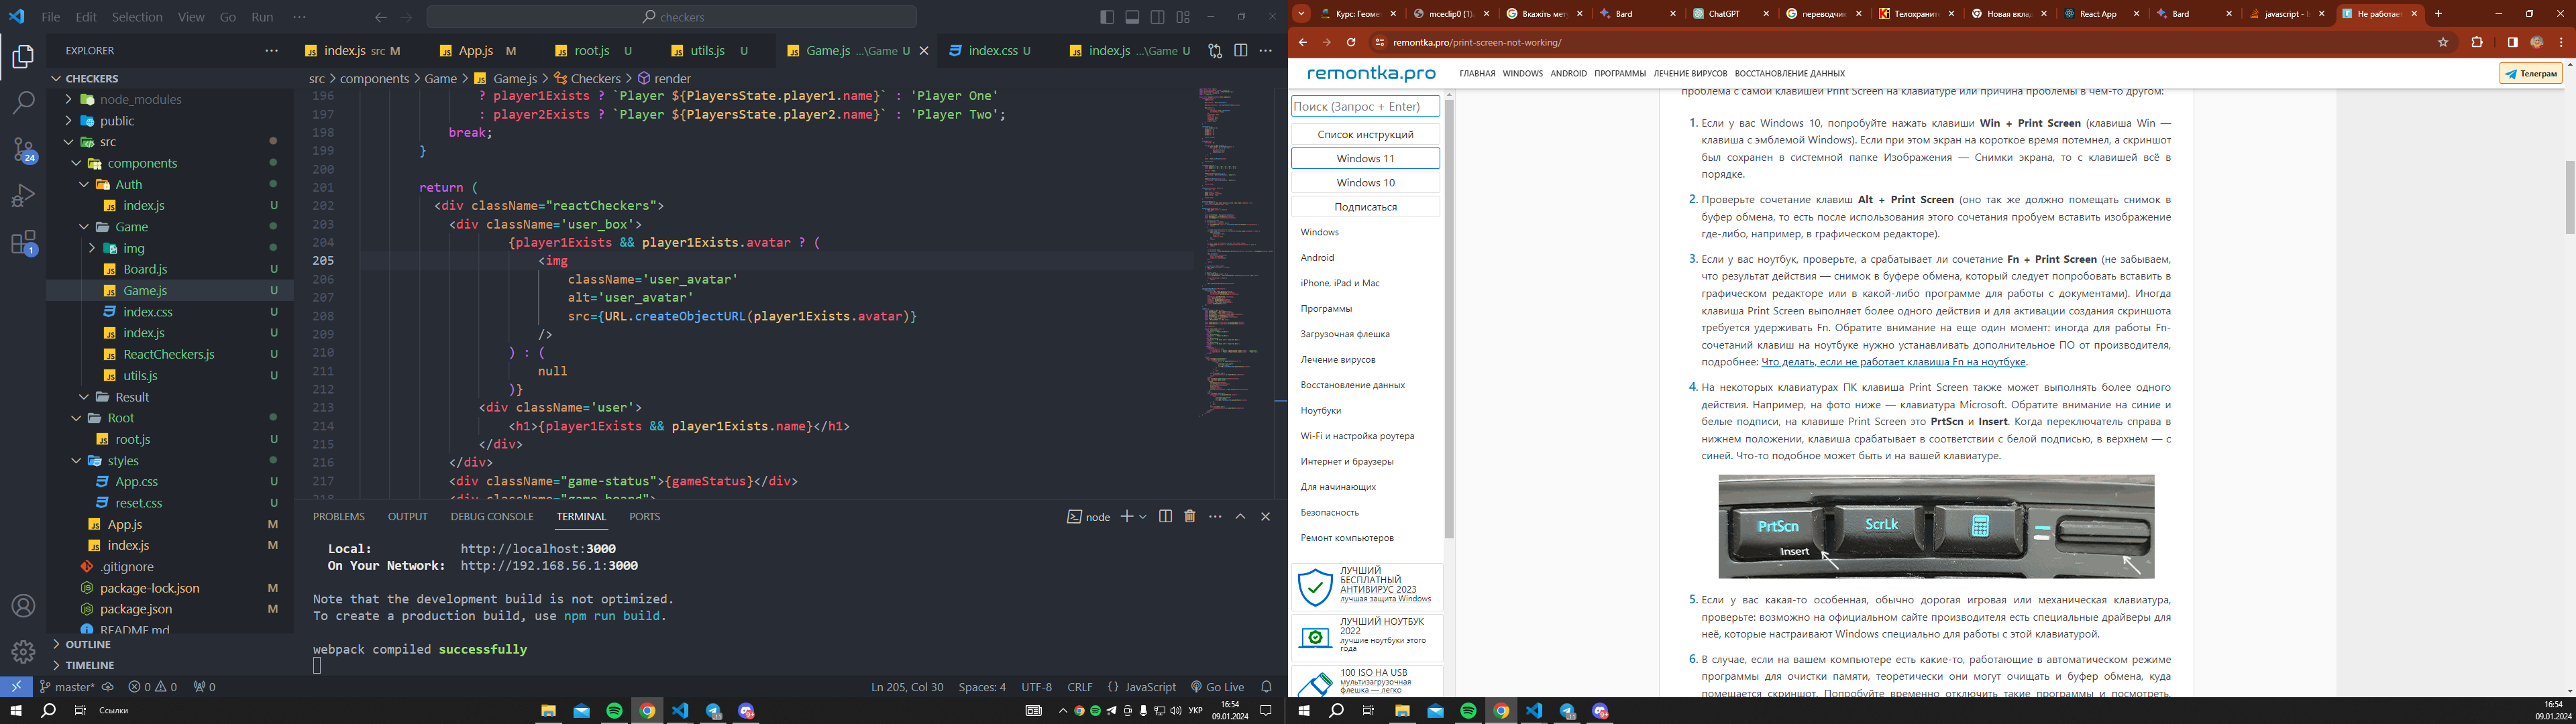 File Edit Selection View Go Run ···
checkers
EXPLORER
CHECKERS
node_modules
public
src
components
Auth
index.js U
Game
img
Board.js U
Game.js U
index.css U
index.js U
ReactCheckers.js U
utils.js U
Result
Root
root.js U
styles
App.css U
reset.css U
App.js M
index.js M
.gitignore
package-lock.json M
package.json M
README.md
OUTLINE
TIMELINE
24
1
index.js src M App.js M root.js U utils.js U Game.js ...\Game U index.css U index.js ...\Game U
src > components > Game > Game.js > Checkers > render
196 ? player1Exists ? `Player ${PlayersState.player1.name}` : 'Player One'
197 : player2Exists ? `Player ${PlayersState.player2.name}` : 'Player Two';
198 break;
199 }
200
201 return (
202 <div className="reactCheckers">
203 <div className='user_box'>
204 {player1Exists && player1Exists.avatar ? (
205 <img
206 className='user_avatar'
207 alt='user_avatar'
208 src={URL.createObjectURL(player1Exists.avatar)}
209 />
210 ) : (
211 null
212 )}
213 <div className='user'>
214 <h1>{player1Exists && player1Exists.name}</h1>
215 </div>
216 </div>
217 <div className="game-status">{gameStatus}</div>
218 <div className="game-board">
PROBLEMS OUTPUT DEBUG CONSOLE TERMINAL PORTS
node
Local: http://localhost:3000
On Your Network: http://192.168.56.1:3000
Note that the development build is not optimized.
To create a production build, use npm run build.
webpack compiled successfully
master* 0 0 0
Ln 205, Col 30 Spaces: 4 UTF-8 CRLF {} JavaScript Go Live
Ссылки
УКР
16:54
09.01.2024
Курс: Геоме
mceclip0 (1).
Вкажіть мет
Bard
ChatGPT
переводчик
Телохранит
Новая вклад
React App
Bard
javascript -
Не работает
remontka.pro/print-screen-not-working/
remontka.pro
ГЛАВНАЯ WINDOWS ANDROID ПРОГРАММЫ ЛЕЧЕНИЕ ВИРУСОВ ВОССТАНОВЛЕНИЕ ДАННЫХ
Телеграм
Поиск (Запрос + Enter)
Список инструкций
Windows 11
Windows 10
Подписаться
Windows
Android
iPhone, iPad и Mac
Программы
Загрузочная флешка
Лечение вирусов
Восстановление данных
Ноутбуки
Wi-Fi и настройка роутера
Интернет и браузеры
Для начинающих
Безопасность
Ремонт компьютеров
ЛУЧШИЙ
БЕСПЛАТНЫЙ
АНТИВИРУС 2023
лучшая защита Windows
ЛУЧШИЙ НОУТБУК
2022
лучшие ноутбуки этого
года
100 ISO НА USB
мультизагрузочная
флешка — легко
проблема с самой клавишей Print Screen на клавиатуре или причина проблемы в чем-то другом:
1. Если у вас Windows 10, попробуйте нажать клавиши Win + Print Screen (клавиша Win —
клавиша с эмблемой Windows). Если при этом экран на короткое время потемнел, а скриншот
был сохранен в системной папке Изображения — Снимки экрана, то с клавишей всё в
порядке.
2. Проверьте сочетание клавиш Alt + Print Screen (оно так же должно помещать снимок в
буфер обмена, то есть после использования этого сочетания пробуем вставить изображение
где-либо, например, в графическом редакторе).
3. Если у вас ноутбук, проверьте, а срабатывает ли сочетание Fn + Print Screen (не забываем,
что результат действия — снимок в буфере обмена, который следует попробовать вставить в
графическом редакторе или в какой-либо программе для работы с документами). Иногда
клавиша Print Screen выполняет более одного действия и для активации создания скриншота
требуется удерживать Fn. Обратите внимание на еще один момент: иногда для работы Fn-
сочетаний клавиш на ноутбуке нужно устанавливать дополнительное ПО от производителя,
подробнее: Что делать, если не работает клавиша Fn на ноутбуке.
4. На некоторых клавиатурах ПК клавиша Print Screen также может выполнять более одного
действия. Например, на фото ниже — клавиатура Microsoft. Обратите внимание на синие и
белые подписи, на клавише Print Screen это PrtScn и Insert. Когда переключатель справа в
нижнем положении, клавиша срабатывает в соответствии с белой подписью, в верхнем — с
синей. Что-то подобное может быть и на вашей клавиатуре.
PrtScn
Insert
ScrLk
5. Если у вас какая-то особенная, обычно дорогая игровая или механическая клавиатура,
проверьте: возможно на официальном сайте производителя есть специальные драйверы для
неё, которые настраивают Windows специально для работы с этой клавиатурой.
6. В случае, если на вашем компьютере есть какие-то, работающие в автоматическом режиме
программы для очистки памяти, теоретически они могут очищать и буфер обмена, куда
помещается скриншот. Попробуйте временно отключить такие программы и посмотреть,
16:54
09.01.2024